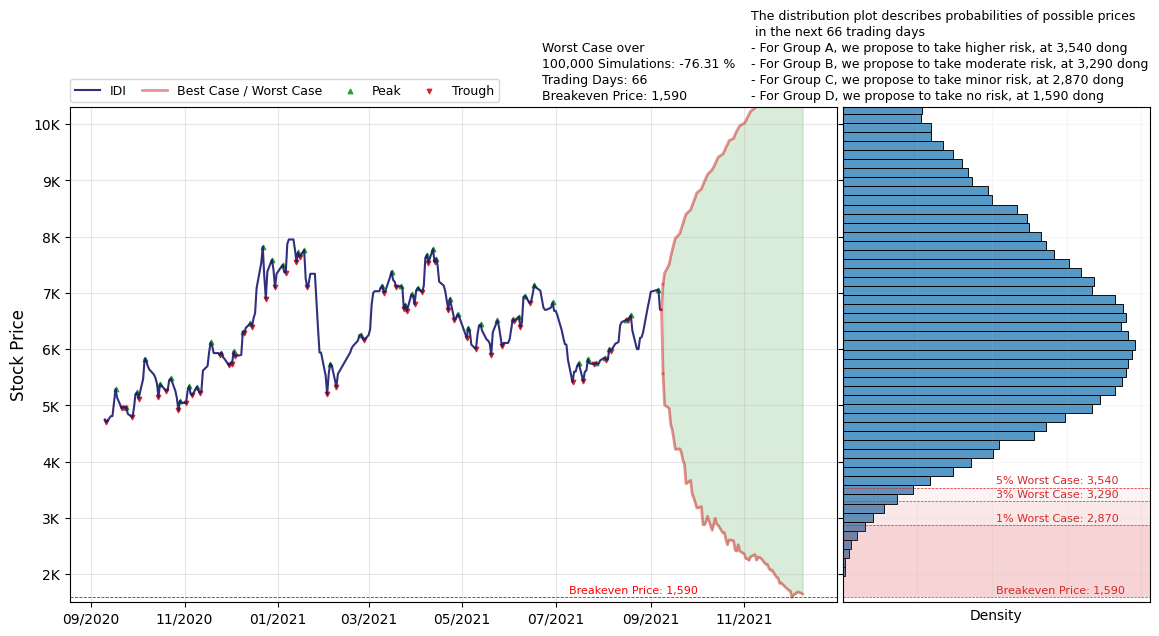 The distribution plot describes probabilities of possible prices
in the next 66 trading days
- For Group A, we propose to take higher risk, at 3,540 dong
- For Group B, we propose to take moderate risk, at 3,290 dong
- For Group C, we propose to take minor risk, at 2,870 dong
- For Group D, we propose to take no risk, at 1,590 dong
Worst Case over
100,000 Simulations: -76.31 %
Trading Days: 66
Breakeven Price: 1,590
IDI Best Case / Worst Case Peak Trough
Stock Price
10K
9K
8K
7K
6K
5K
4K
3K
2K
Breakeven Price: 1,590
09/2020 11/2020 01/2021 03/2021 05/2021 07/2021 09/2021 11/2021
5% Worst Case: 3,540
3% Worst Case: 3,290
1% Worst Case: 2,870
Breakeven Price: 1,590
Density